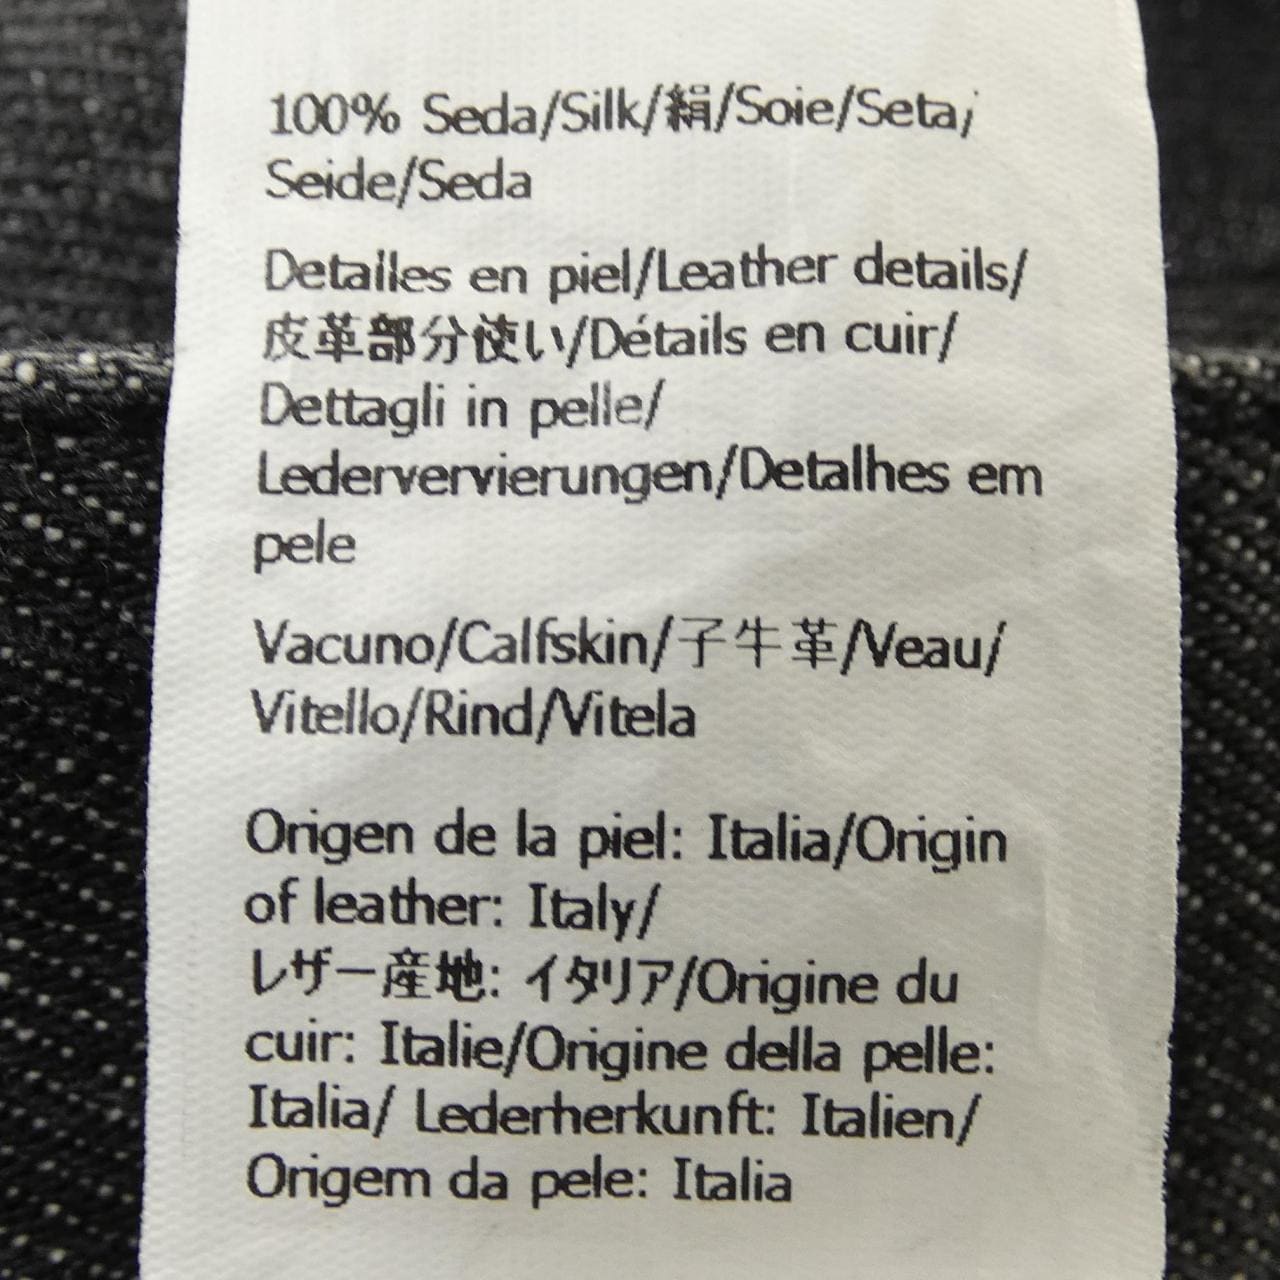 100% Seda/Silk/絹/Soie/Seta/
Seide/Seda
Detalles en piel/Leather details/
皮革部分使い/Détails en cuir/
Dettagli in pelle/
Ledervervierungen/Detalhes em
pele
Vacuno/Calfskin/子牛革/Veau/
Vitello/Rind/Vitela
Origen de la piel: Italia/Origin
of leather: Italy/
レザー産地: イタリア/Origine du
cuir: Italie/Origine della pelle:
Italia/ Lederherkunft: Italien/
Origem da pele: Italia